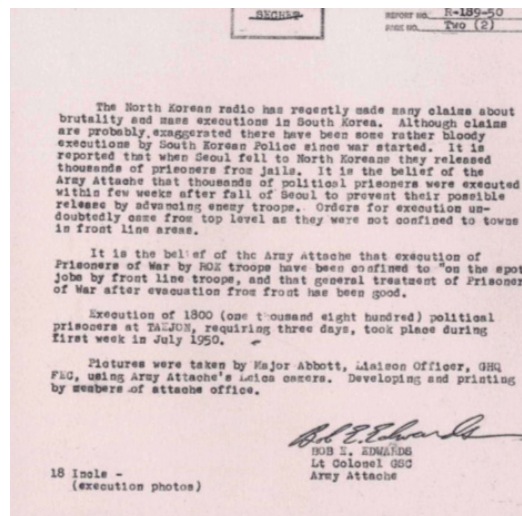 SECRET
REPORT NO. R-189-50
PAGE NO. Two (2)
The North Korean radio has recently made many claims about
brutality and mass executions in South Korea. Although claims
are probably exaggerated there have been some rather bloody
executions by South Korean Police since war started. It is
reported that when Seoul fell to North Koreans they released
thousands of prisoners from jails. It is the belief of the
Army Attache that thousands of political prisoners were executed
within few weeks after fall of Seoul to prevent their possible
release by advancing enemy troops. Orders for execution un-
doubtedly came from top level as they were not confined to towns
in front line areas.
It is the belief of the Army Attache that execution of
Prisoners of War by ROK troops have been confined to "on the spot
jobs by front line troops, and that general treatment of Prisoner
of War after evacuation from front has been good.
Execution of 1800 (one thousand eight hundred) political
prisoners at TAEJON, requiring three days, took place during
first week in July 1950.
Pictures were taken by Major Abbott, Liaison Officer, GHQ
FEC, using Army Attache's Leica camera. Developing and printing
by members of attache office.
Bob E. Edwards
BOB E. EDWARDS
Lt Colonel GSC
Army Attache
18 Incls -
(execution photos)